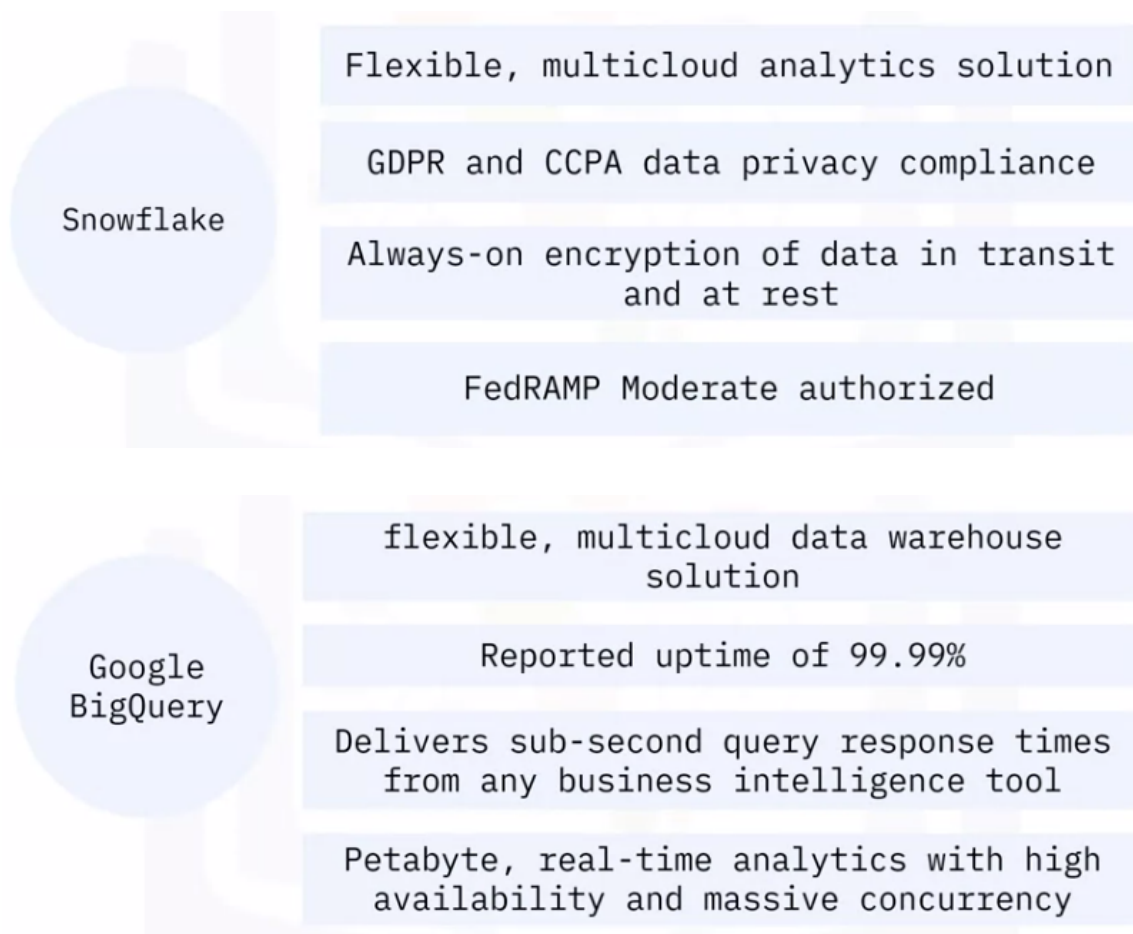 Snowflake
Flexible, multicloud analytics solution
GDPR and CCPA data privacy compliance
Always-on encryption of data in transit
and at rest
FedRAMP Moderate authorized
Google
BigQuery
flexible, multicloud data warehouse
solution
Reported uptime of 99.99%
Delivers sub-second query response times
from any business intelligence tool
Petabyte, real-time analytics with high
availability and massive concurrency